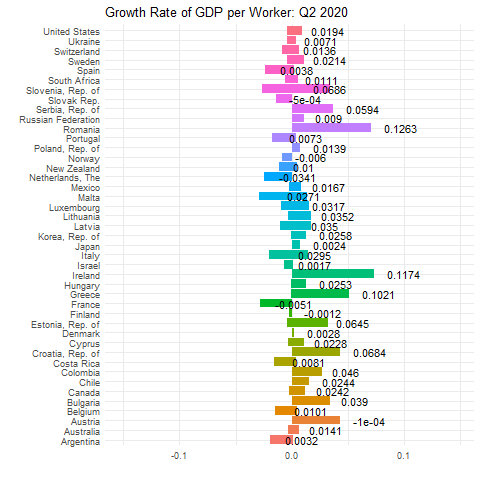 Growth Rate of GDP per Worker: Q2 2020
United States 0.0194
Ukraine 0.0071
Switzerland 0.0136
Sweden 0.0214
Spain 0.0038
South Africa 0.0111
Slovenia, Rep. of 0.0686
Slovak Rep. -5e-04
Serbia, Rep. of 0.0594
Russian Federation 0.009
Romania 0.1263
Portugal 0.0073
Poland, Rep. of 0.0139
Norway -0.006
New Zealand 0.01
Netherlands, The -0.0341
Mexico 0.0167
Malta 0.0271
Luxembourg 0.0317
Lithuania 0.0352
Latvia 0.035
Korea, Rep. of 0.0258
Japan 0.0024
Italy 0.0295
Israel 0.0017
Ireland 0.1174
Hungary 0.0253
Greece 0.1021
France -0.0051
Finland -0.0012
Estonia, Rep. of 0.0645
Denmark 0.0028
Cyprus 0.0228
Croatia, Rep. of 0.0684
Costa Rica 0.0081
Colombia 0.046
Chile 0.0244
Canada 0.0242
Bulgaria 0.039
Belgium 0.0101
Austria -1e-04
Australia 0.0141
Argentina 0.0032
-0.1 0.0 0.1